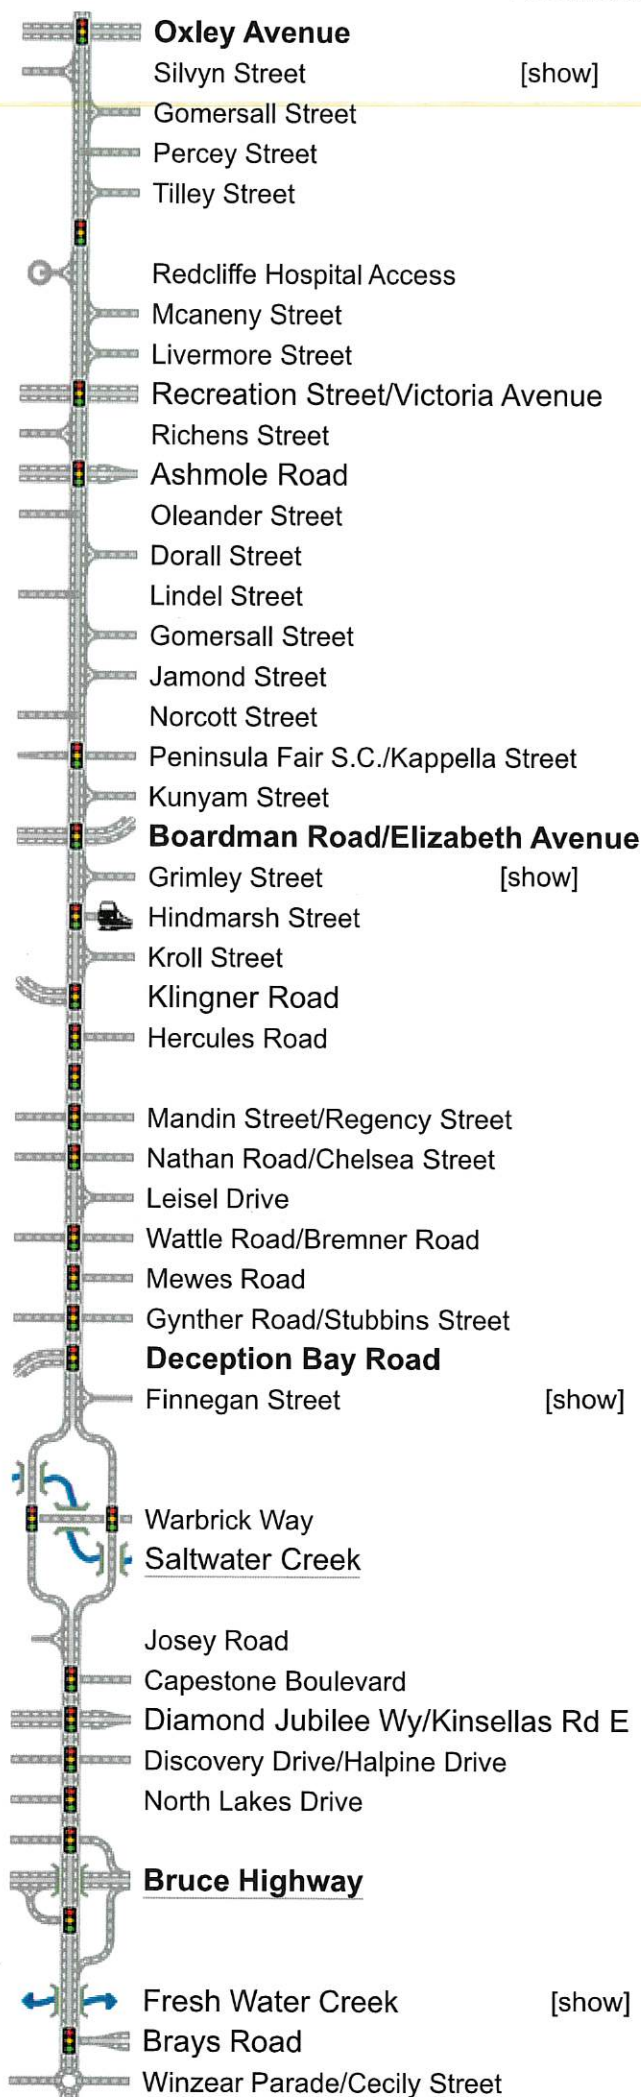 Oxley Avenue
Silvyn Street [show]
Gomersall Street
Percey Street
Tilley Street
Redcliffe Hospital Access
Mcaneny Street
Livermore Street
Recreation Street/Victoria Avenue
Richens Street
Ashmole Road
Oleander Street
Dorall Street
Lindel Street
Gomersall Street
Jamond Street
Norcott Street
Peninsula Fair S.C./Kappella Street
Kunyam Street
Boardman Road/Elizabeth Avenue
Grimley Street [show]
Hindmarsh Street
Kroll Street
Klingner Road
Hercules Road
Mandin Street/Regency Street
Nathan Road/Chelsea Street
Leisel Drive
Wattle Road/Bremner Road
Mewes Road
Gynther Road/Stubbins Street
Deception Bay Road
Finnegan Street [show]
Warbrick Way
Saltwater Creek
Josey Road
Capestone Boulevard
Diamond Jubilee Wy/Kinsellas Rd E
Discovery Drive/Halpine Drive
North Lakes Drive
Bruce Highway
Fresh Water Creek [show]
Brays Road
Winzear Parade/Cecily Street